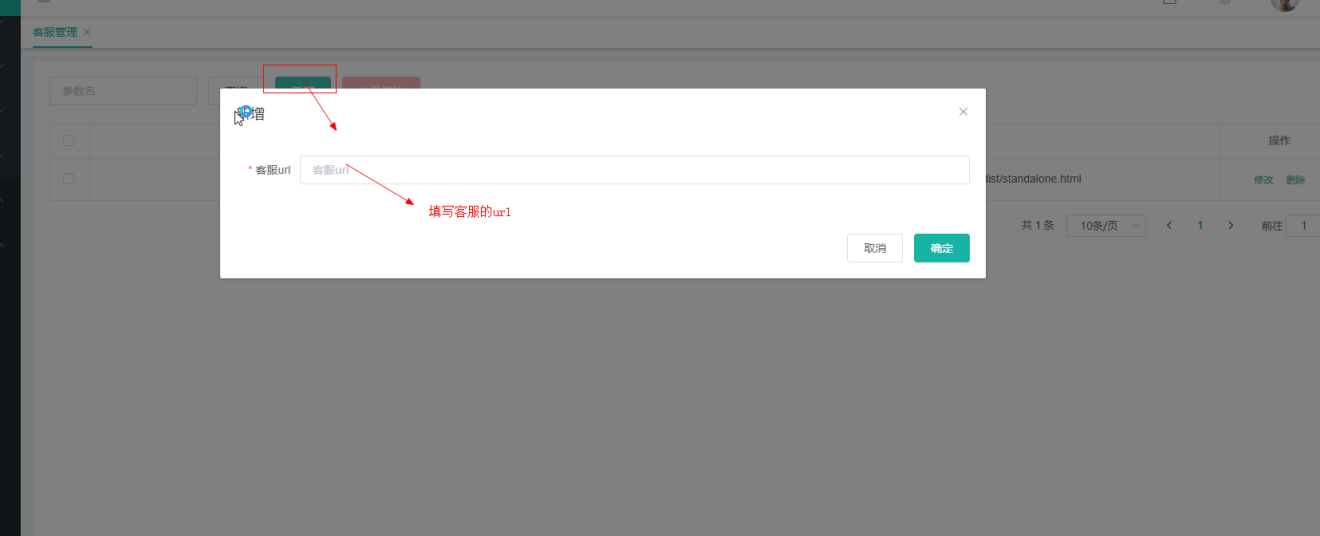 客服管理
参数名
新增
操作
* 客服url
客服url
dist/standalone.html
修改 删除
填写客服的url
共 1 条 10条/页 1 前往 1
取消 确定